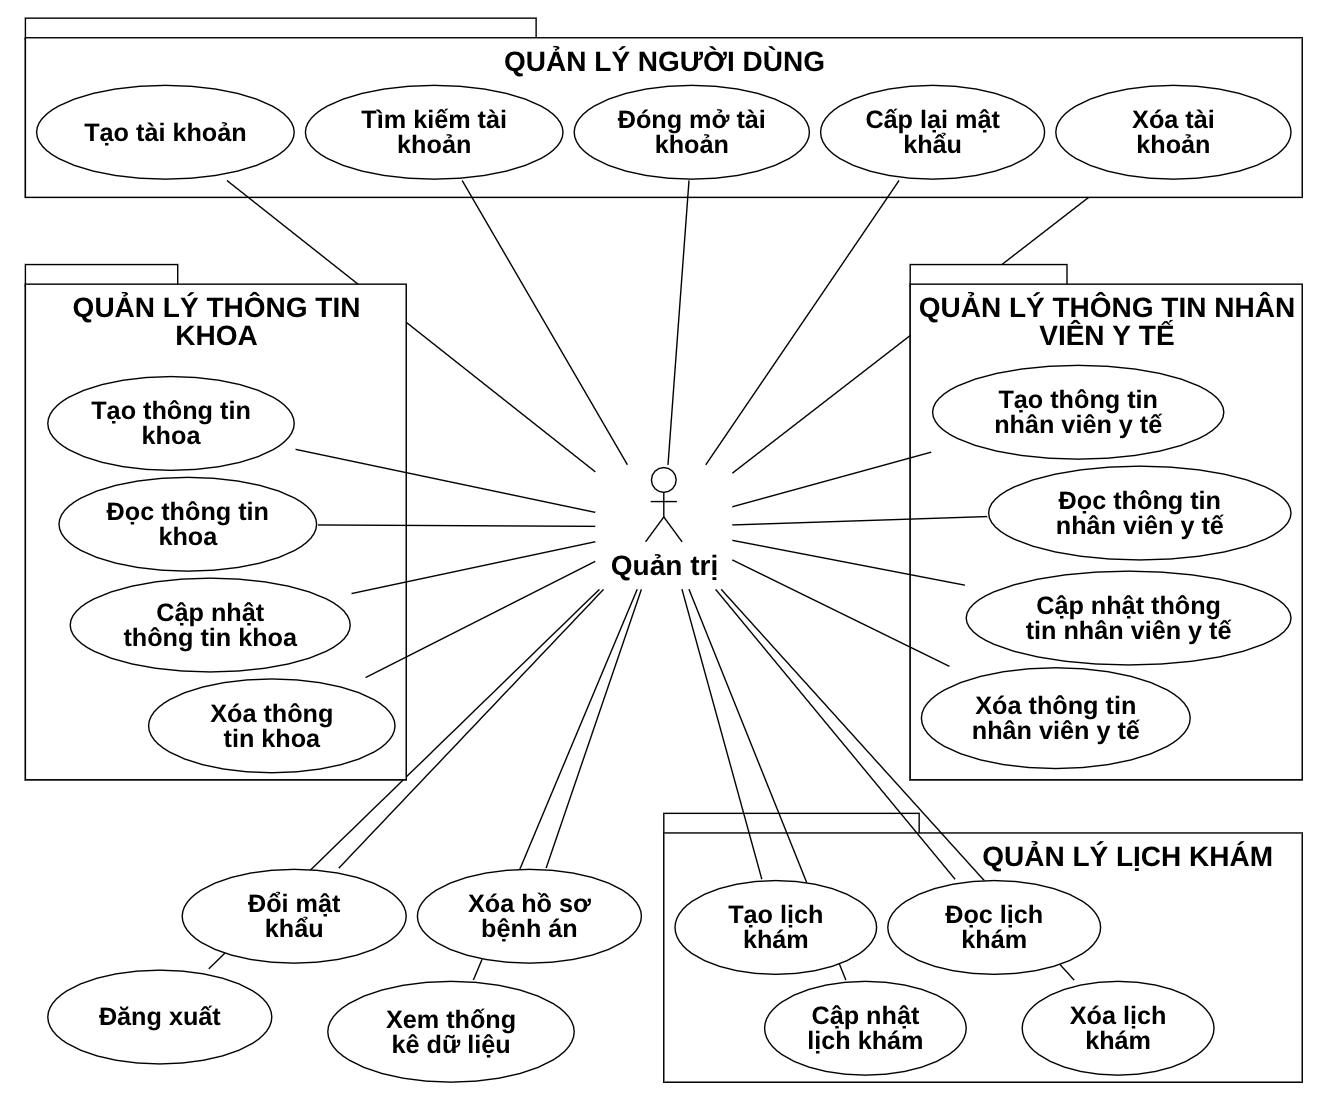 QUẢN LÝ NGƯỜI DÙNG
Tạo tài khoản
Tìm kiếm tài
khoản
Đóng mở tài
khoản
Cấp lại mật
khẩu
Xóa tài
khoản
QUẢN LÝ THÔNG TIN
KHOA
Tạo thông tin
khoa
Đọc thông tin
khoa
Cập nhật
thông tin khoa
Xóa thông
tin khoa
Quản trị
QUẢN LÝ THÔNG TIN NHÂN
VIÊN Y TẾ
Tạo thông tin
nhân viên y tế
Đọc thông tin
nhân viên y tế
Cập nhật thông
tin nhân viên y tế
Xóa thông tin
nhân viên y tế
Đổi mật
khẩu
Xóa hồ sơ
bệnh án
Đăng xuất
Xem thống
kê dữ liệu
QUẢN LÝ LỊCH KHÁM
Tạo lịch
khám
Đọc lịch
khám
Cập nhật
lịch khám
Xóa lịch
khám